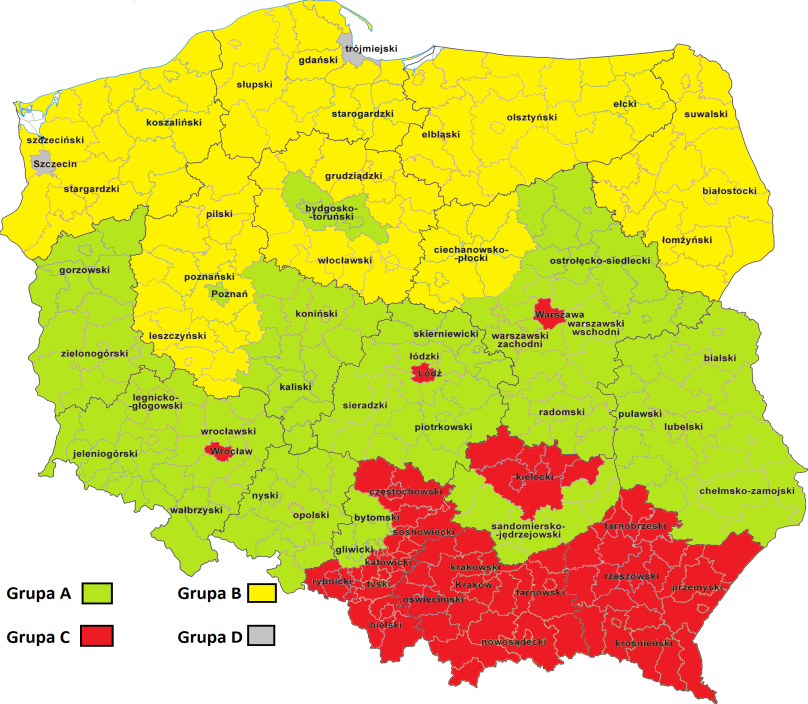 trójmiejski
gdański
słupski
starogardzki
koszaliński
szczeciński
Szczecin
stargardzki
elbląski
olsztyński
ełcki
suwalski
białostocki
łomżyński
grudziądzki
bydgosko-
-toruński
włocławski
pilski
poznański
Poznań
leszczyński
ciechanowsko-
-płocki
ostrołęcko-siedlecki
gorzowski
zielonogórski
koniński
kaliski
skierniewicki
łódzki
Łódź
sieradzki
piotrkowski
Warszawa
warszawski
wschodni
warszawski
zachodni
radomski
bialski
puławski
lubelski
chełmsko-zamojski
legnicko-
-głogowski
wrocławski
Wrocław
jeleniogórski
wałbrzyski
nyski
opolski
kielecki
sandomiersko-
-jędrzejowski
częstochowski
bytomski
sosnowiecki
gliwicki
katowicki
rybnicki
tyski
bielski
oświęcimski
krakowski
Kraków
tarnowski
nowosądecki
tarnobrzeski
rzeszowski
przemyski
krośnieński
Grupa A
Grupa B
Grupa C
Grupa D